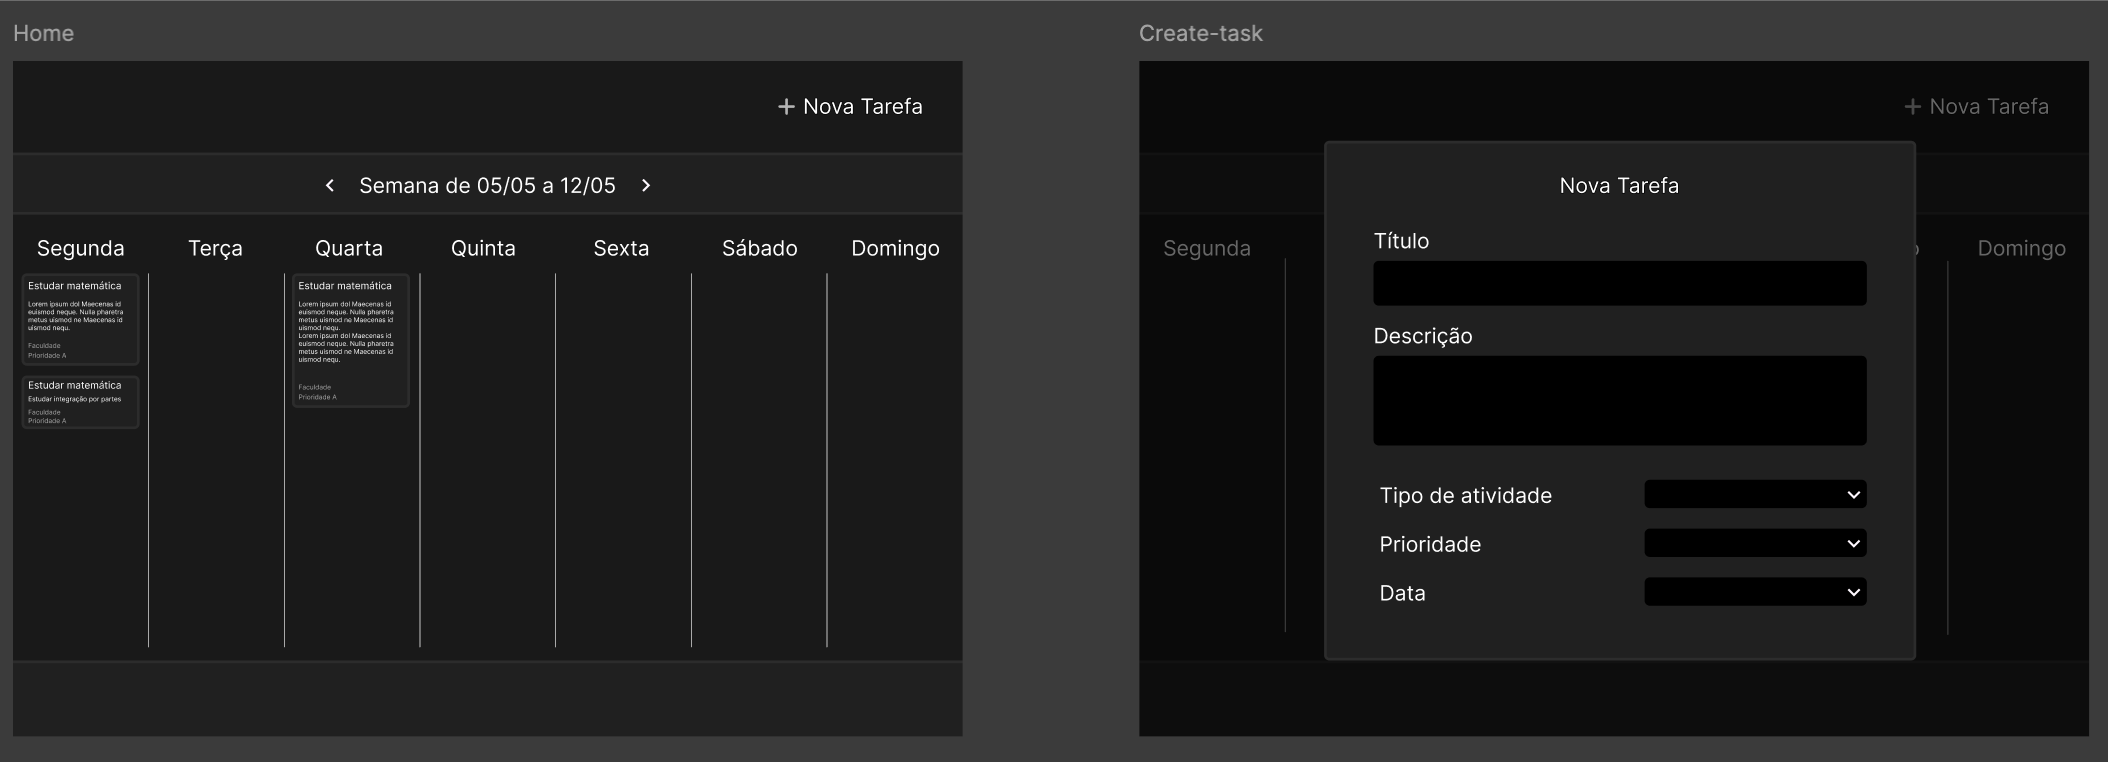 Home
+ Nova Tarefa
< Semana de 05/05 a 12/05 >
Segunda Terça Quarta Quinta Sexta Sábado Domingo
Estudar matemática
Lorem ipsum dol Maecenas id
euismod neque. Nulla pharetra
metus uismod ne Maecenas id
uismod nequ.
Faculdade
Prioridade A
Estudar matemática
Estudar integração por partes
Faculdade
Prioridade A
Estudar matemática
Lorem ipsum dol Maecenas id
euismod neque. Nulla pharetra
metus uismod ne Maecenas id
uismod nequ.
Lorem ipsum dol Maecenas id
euismod neque. Nulla pharetra
metus uismod ne Maecenas id
uismod nequ.
Faculdade
Prioridade A
Create-task
+ Nova Tarefa
Segunda
o Domingo
Nova Tarefa
Título
Descrição
Tipo de atividade
Prioridade
Data